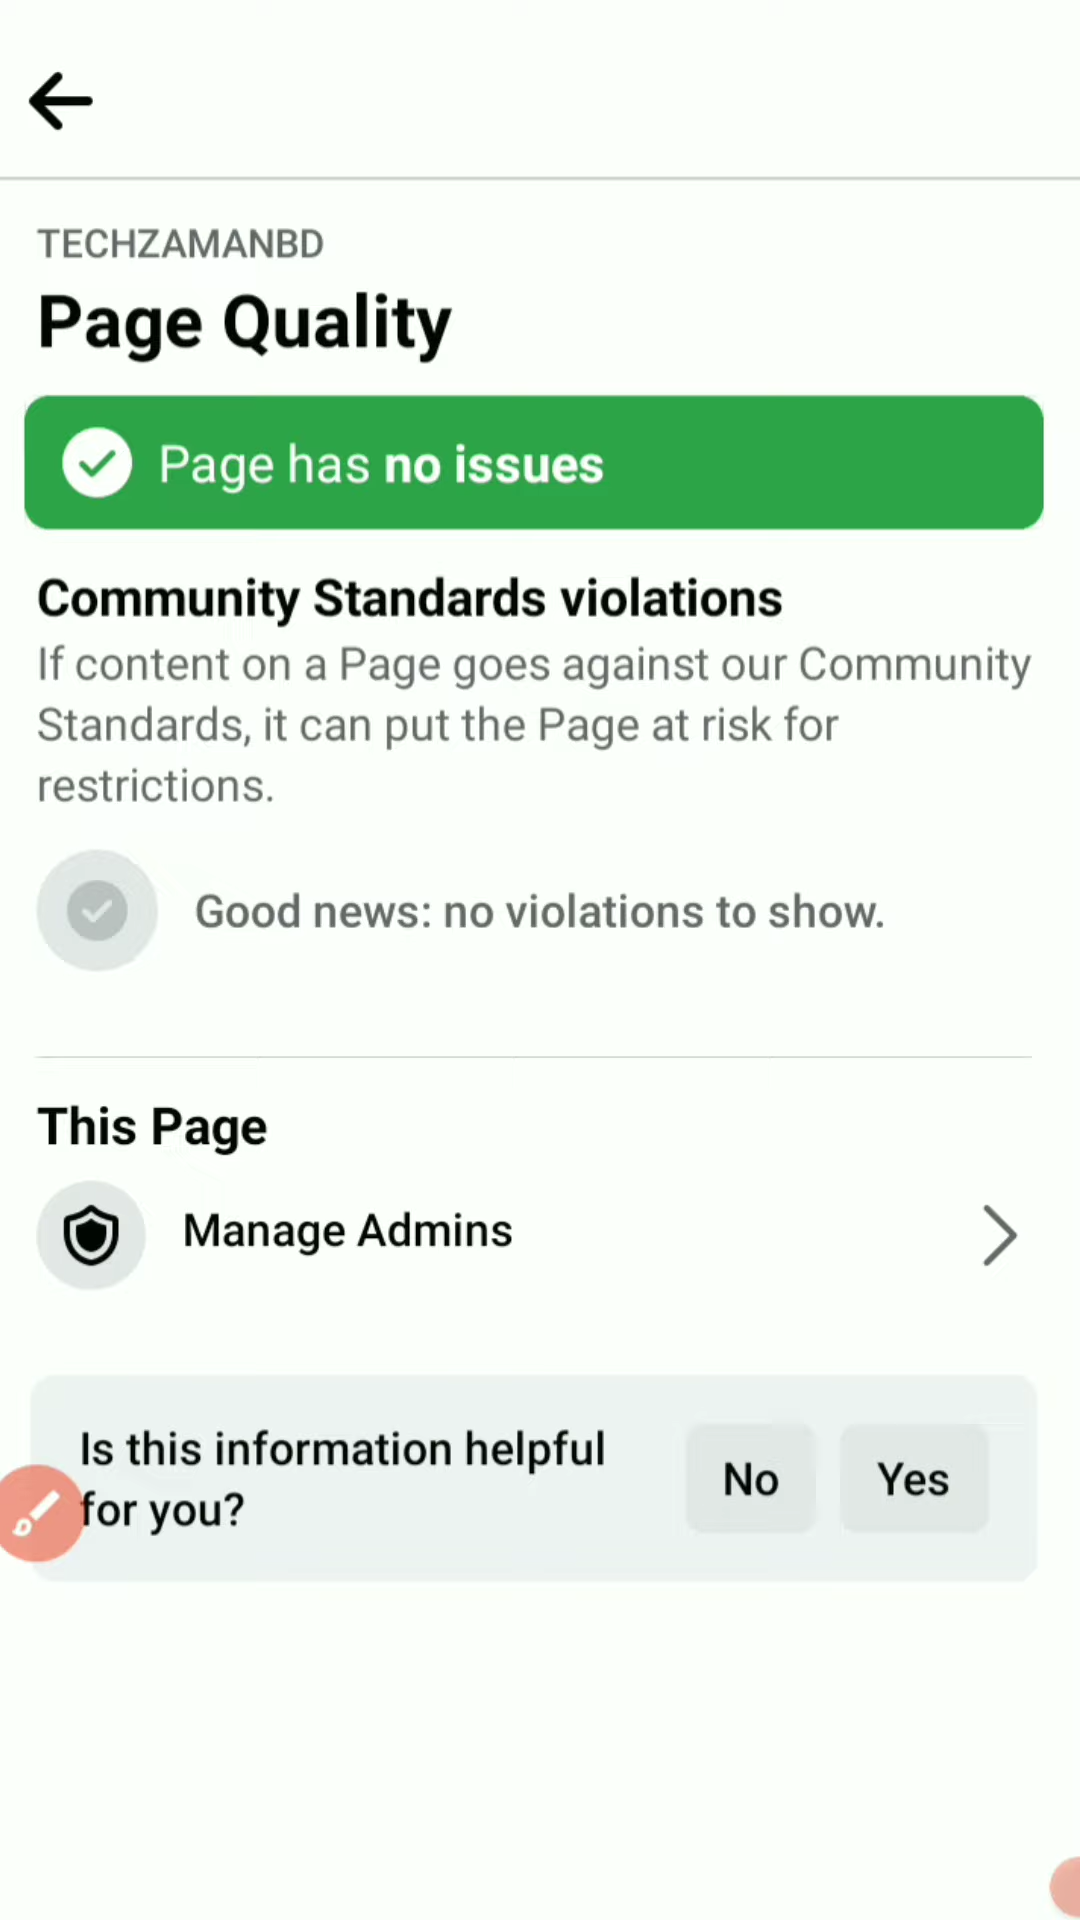 TECHZAMANBD
Page Quality
Page has no issues
Community Standards violations
If content on a Page goes against our Community
Standards, it can put the Page at risk for
restrictions.
Good news: no violations to show.
This Page
Manage Admins
Is this information helpful
for you?
No
Yes